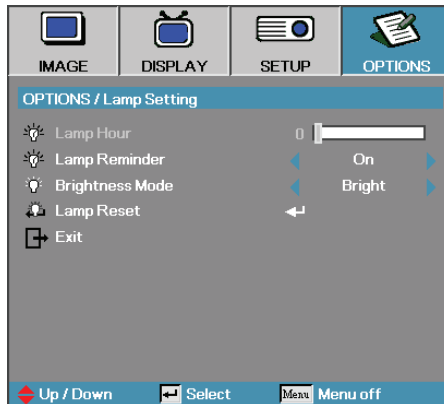 IMAGE DISPLAY SETUP OPTIONS
OPTIONS / Lamp Setting
Lamp Hour 0
Lamp Reminder On
Brightness Mode Bright
Lamp Reset
Exit
Up / Down Select Menu Menu off